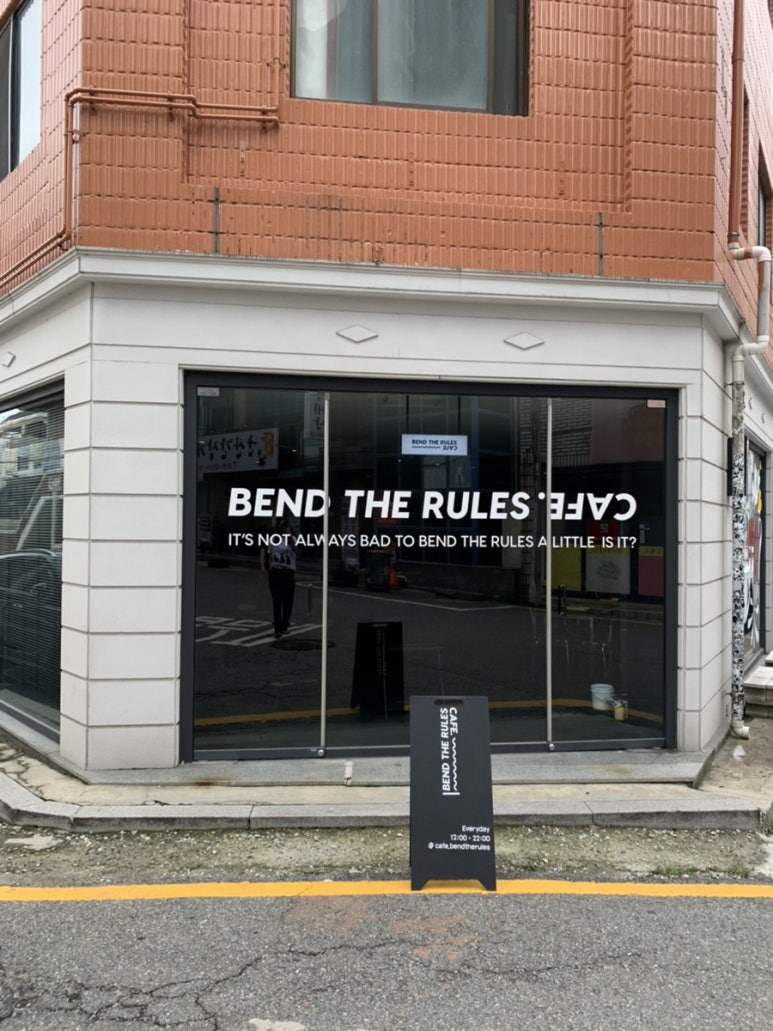 BEND THE RULES
CAFE.
BEND THE RULES CAFE.
IT'S NOT ALWAYS BAD TO BEND THE RULES A LITTLE IS IT?
BEND THE RULES
CAFE.
Everyday
12:00 - 22:00
@ cafe_bendtherules